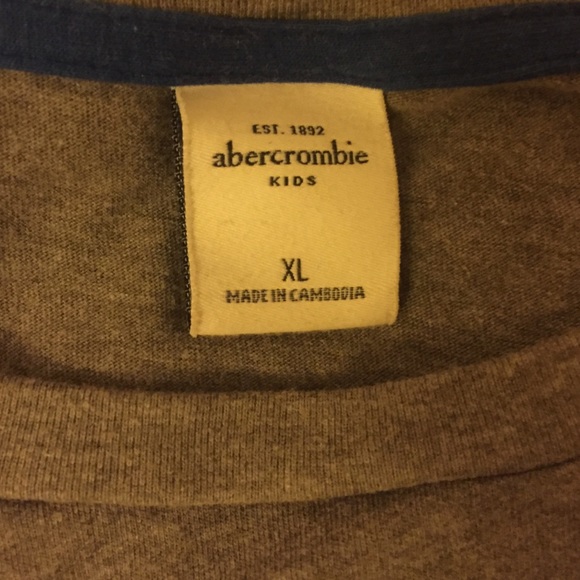 EST. 1892
abercrombie
KIDS
XL
MADE IN CAMBODIA